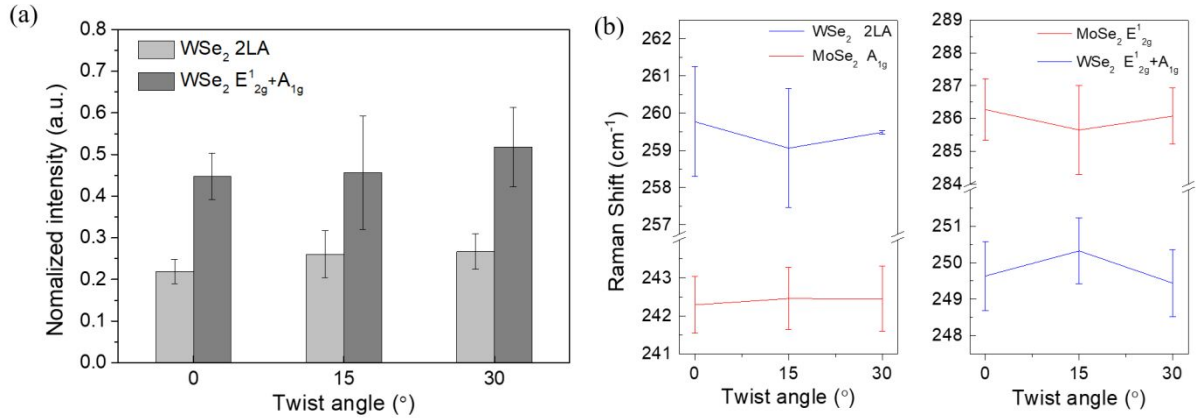 (a)
Nomalized intensity (a.u.)
0.8
0.7
0.6
0.5
0.4
0.3
0.2
0.1
0.0
WSe₂ 2LA
WSe₂ E¹₂g+A₁g
0 15 30
Twist angle (°)
(b)
Raman Shift (cm⁻¹)
262
261
260
259
258
257
243
242
241
WSe₂ 2LA
MoSe₂ A₁g
0 15 30
Twist angle (°)
289
288
287
286
285
284
251
250
249
248
MoSe₂ E¹₂g
WSe₂ E¹₂g+A₁g
0 15 30
Twist angle (°)